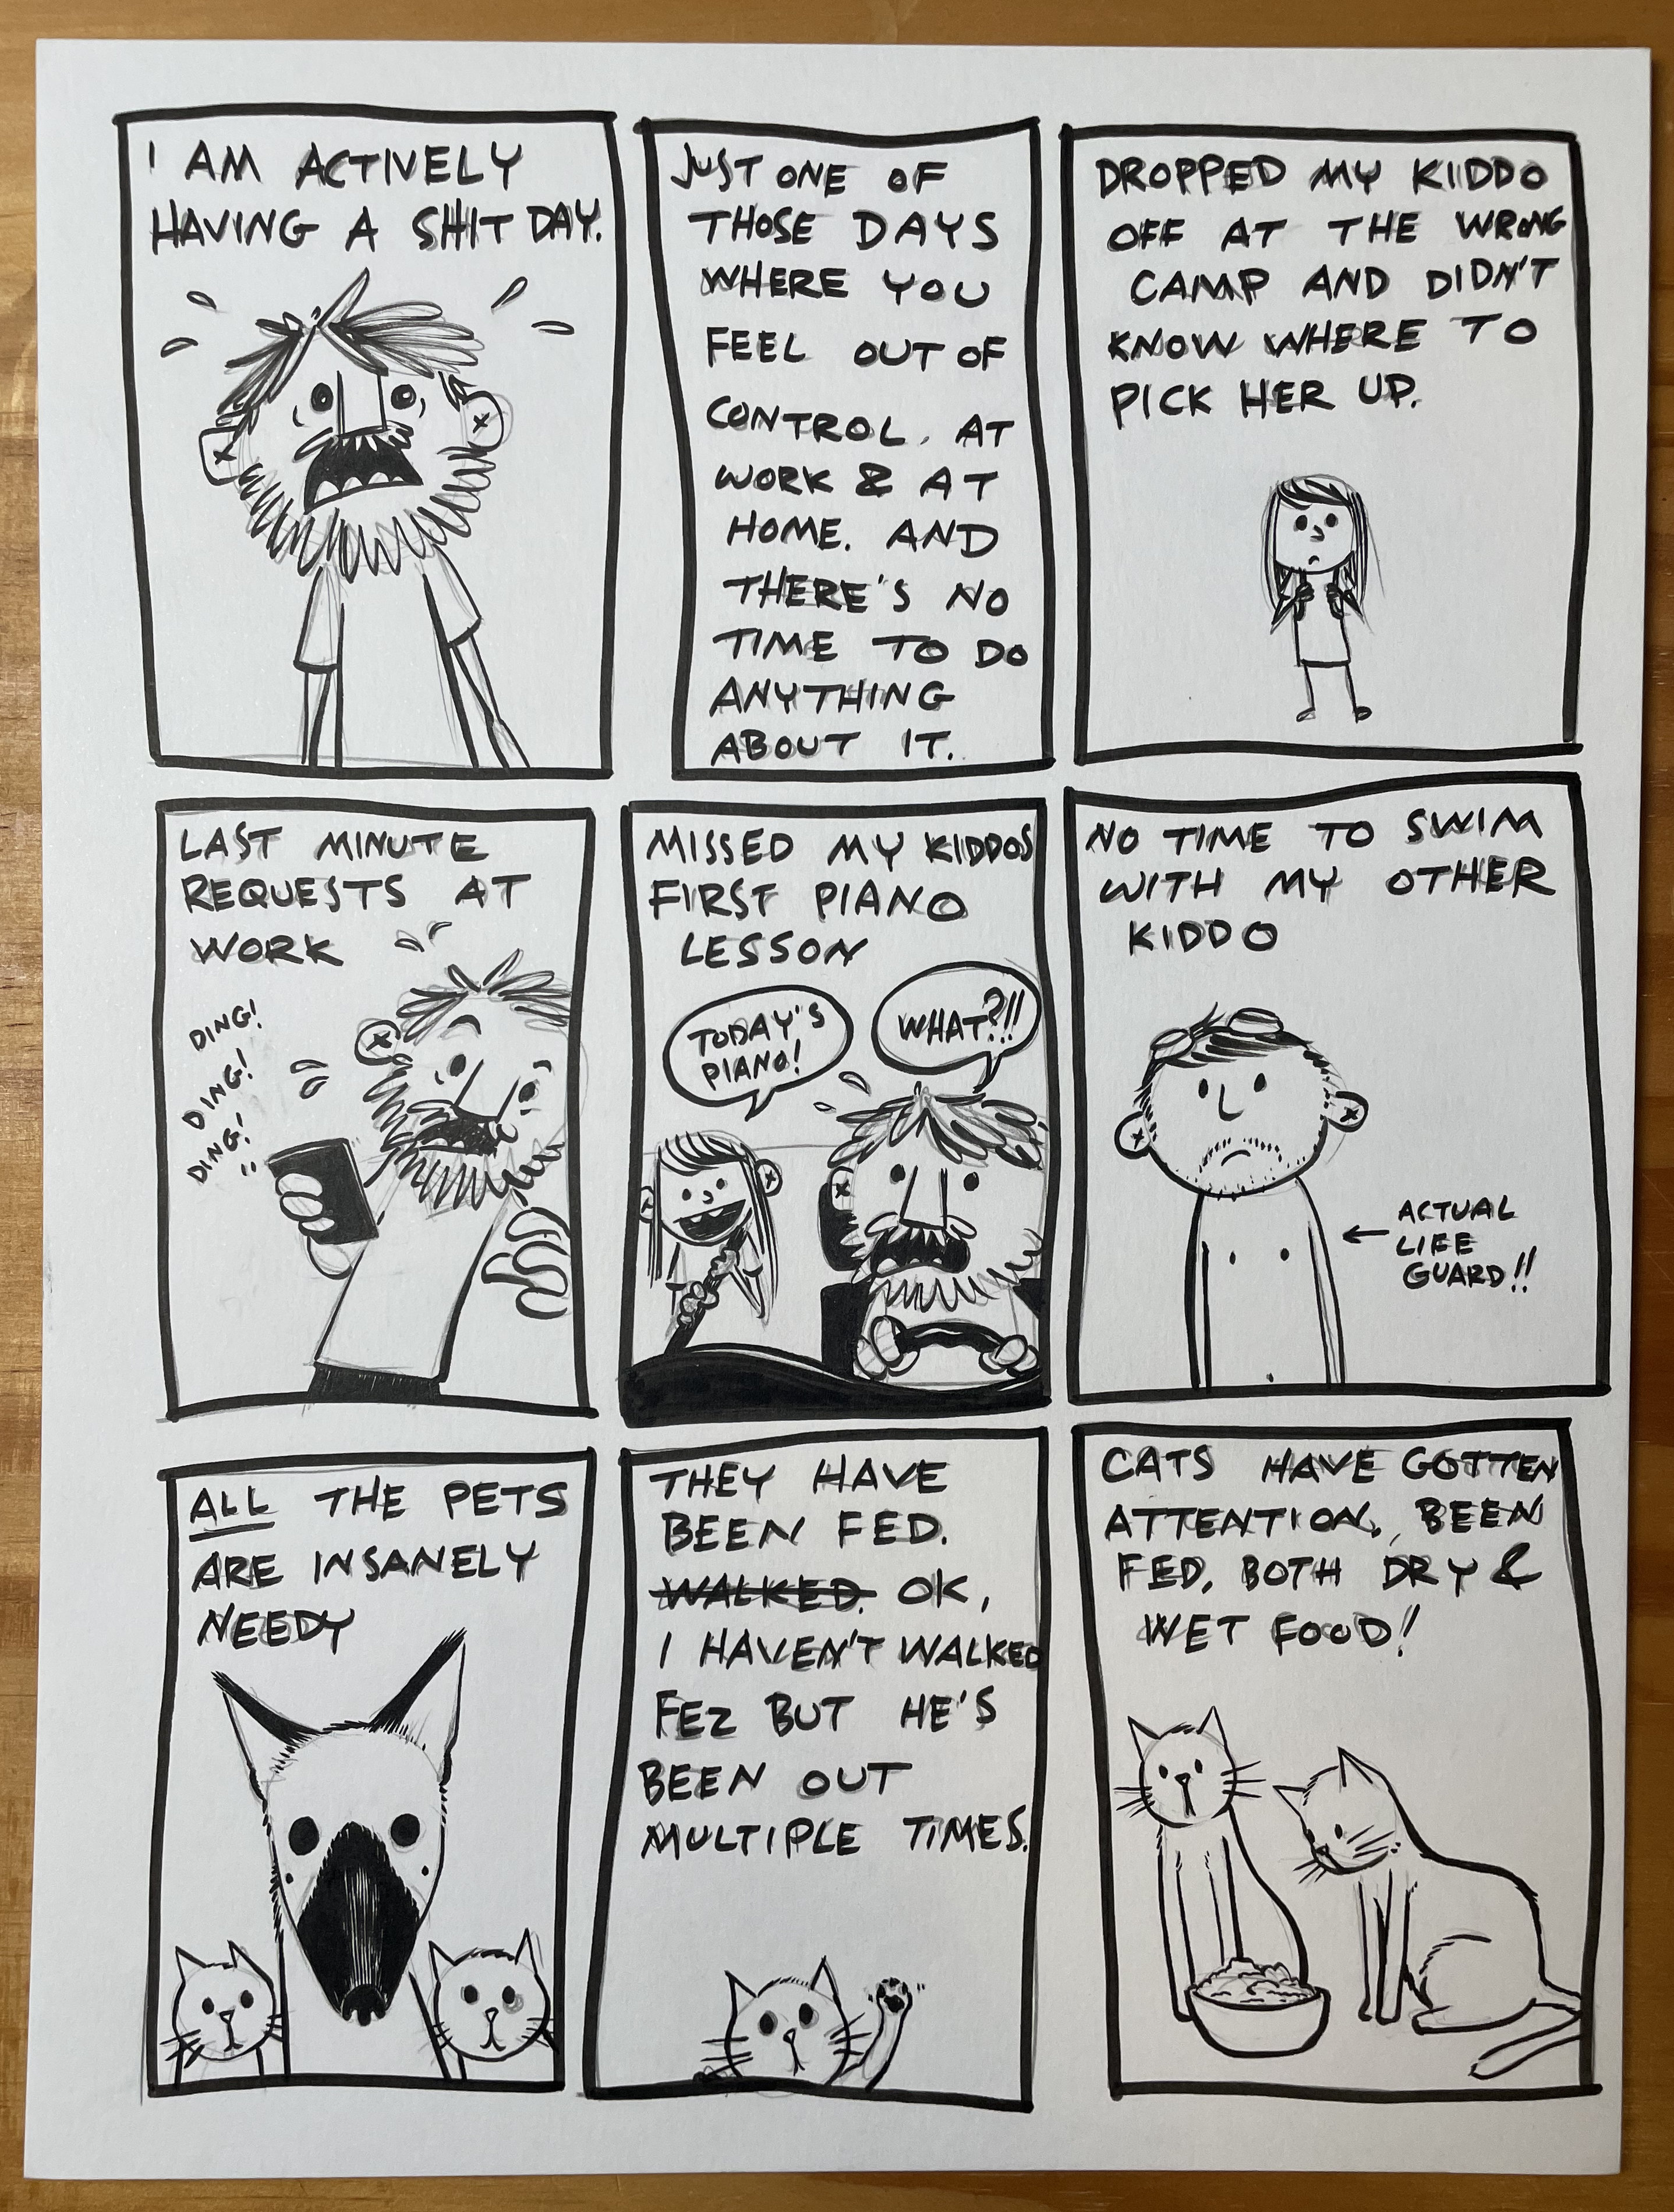 I AM ACTIVELY
HAVING A SHIT DAY.
JUST ONE OF
THOSE DAYS
WHERE YOU
FEEL OUT OF
CONTROL. AT
WORK & AT
HOME. AND
THERE'S NO
TIME TO DO
ANYTHING
ABOUT IT.
DROPPED MY KIDDO
OFF AT THE WRONG
CAMP AND DIDN'T
KNOW WHERE TO
PICK HER UP.
LAST MINUTE
REQUESTS AT
WORK
DING!
DING!
DING!
MISSED MY KIDDOS
FIRST PIANO
LESSON
TODAY'S
PIANO!
WHAT?!!
NO TIME TO SWIM
WITH MY OTHER
KIDDO
ACTUAL
LIFE
GUARD!!
ALL THE PETS
ARE INSANELY
NEEDY
THEY HAVE
BEEN FED.
WALKED. OK,
I HAVEN'T WALKED
FEZ BUT HE'S
BEEN OUT
MULTIPLE TIMES.
CATS HAVE GOTTEN
ATTENTION, BEEN
FED, BOTH DRY &
WET FOOD!